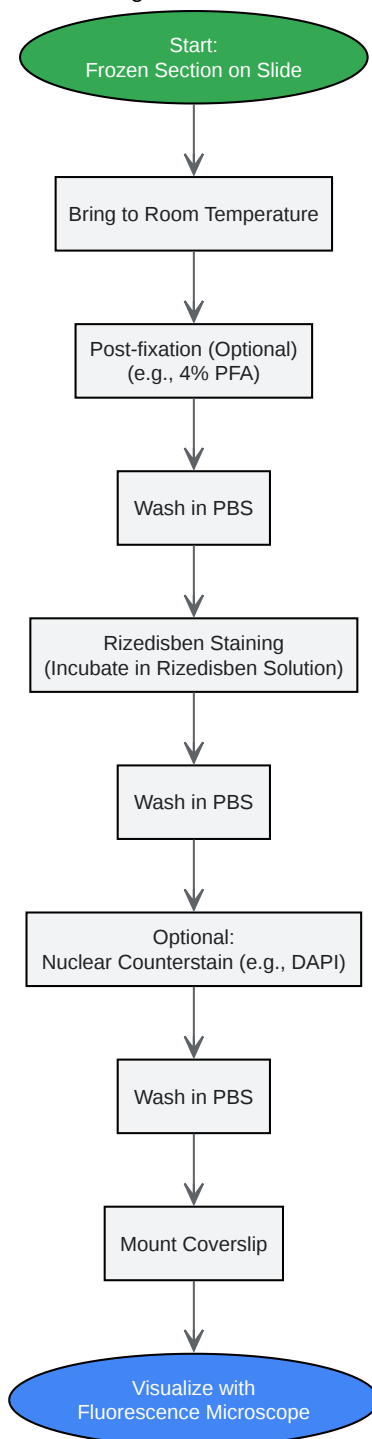 Start:
Frozen Section on Slide
Bring to Room Temperature
Post-fixation (Optional)
(e.g., 4% PFA)
Wash in PBS
Rizedisben Staining
(Incubate in Rizedisben Solution)
Wash in PBS
Optional:
Nuclear Counterstain (e.g., DAPI)
Wash in PBS
Mount Coverslip
Visualize with
Fluorescence Microscope